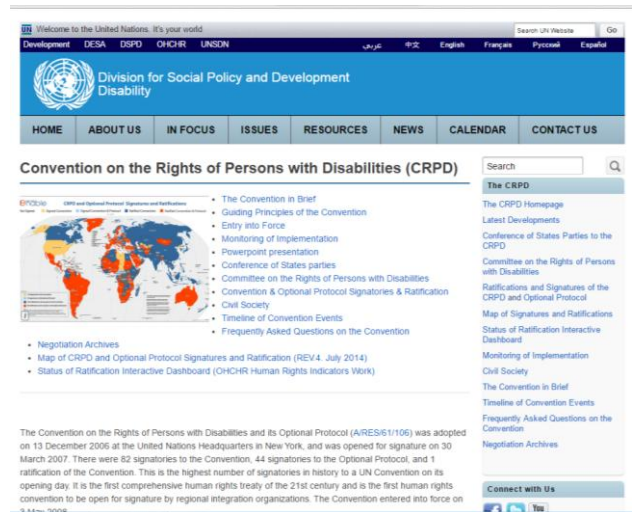 UN Welcome to the United Nations. It's your world
Search UN Website Go
Development DESA DSPD OHCHR UNSDN عربي 中文 English Français Русский Español
Division for Social Policy and Development
Disability
HOME ABOUT US IN FOCUS ISSUES RESOURCES NEWS CALENDAR CONTACT US
Convention on the Rights of Persons with Disabilities (CRPD)
enable
CRPD and Optional Protocol Signatures and Ratifications
• The Convention in Brief
• Guiding Principles of the Convention
• Entry into Force
• Monitoring of Implementation
• Powerpoint presentation
• Conference of States parties
• Committee on the Rights of Persons with Disabilities
• Convention & Optional Protocol Signatories & Ratification
• Civil Society
• Timeline of Convention Events
• Frequently Asked Questions on the Convention
• Negotiation Archives
• Map of CRPD and Optional Protocol Signatures and Ratification (REV.4. July 2014)
• Status of Ratification Interactive Dashboard (OHCHR Human Rights Indicators Work)
The Convention on the Rights of Persons with Disabilities and its Optional Protocol (A/RES/61/106) was adopted
on 13 December 2006 at the United Nations Headquarters in New York, and was opened for signature on 30
March 2007. There were 82 signatories to the Convention, 44 signatories to the Optional Protocol, and 1
ratification of the Convention. This is the highest number of signatories in history to a UN Convention on its
opening day. It is the first comprehensive human rights treaty of the 21st century and is the first human rights
convention to be open for signature by regional integration organizations. The Convention entered into force on
3 May 2008
Search
The CRPD
The CRPD Homepage
Latest Developments
Conference of States Parties to the
CRPD
Committee on the Rights of Persons
with Disabilities
Ratifications and Signatures of the
CRPD and Optional Protocol
Map of Signatures and Ratifications
Status of Ratification Interactive
Dashboard
Monitoring of Implementation
Civil Society
The Convention in Brief
Timeline of Convention Events
Frequently Asked Questions on the
Convention
Negotiation Archives
Connect with Us
You